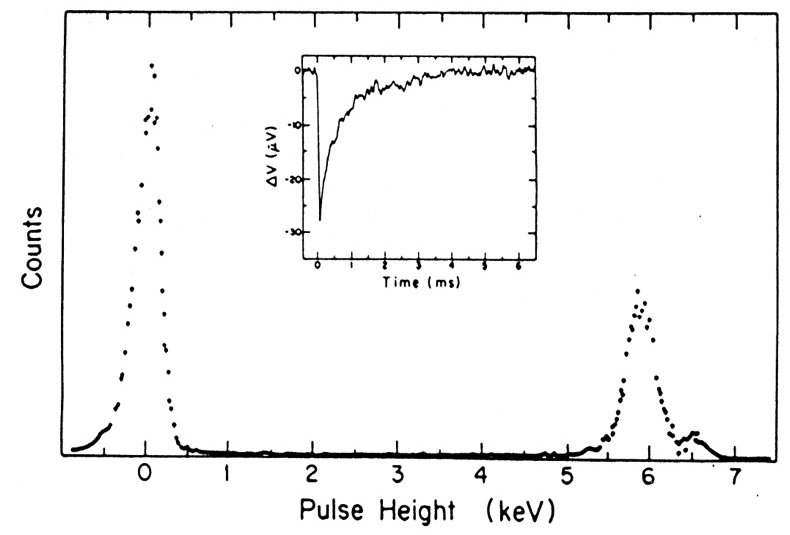 Counts
0 1 2 3 4 5 6 7
Pulse Height (keV)
ΔV (μV)
0
-10
-20
-30
0 1 2 3 4 5 6
Time (ms)